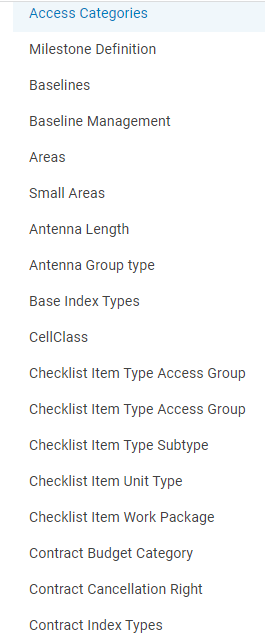 Access Categories
Milestone Definition
Baselines
Baseline Management
Areas
Small Areas
Antenna Length
Antenna Group type
Base Index Types
CellClass
Checklist Item Type Access Group
Checklist Item Type Access Group
Checklist Item Type Subtype
Checklist Item Unit Type
Checklist Item Work Package
Contract Budget Category
Contract Cancellation Right
Contract Index Types